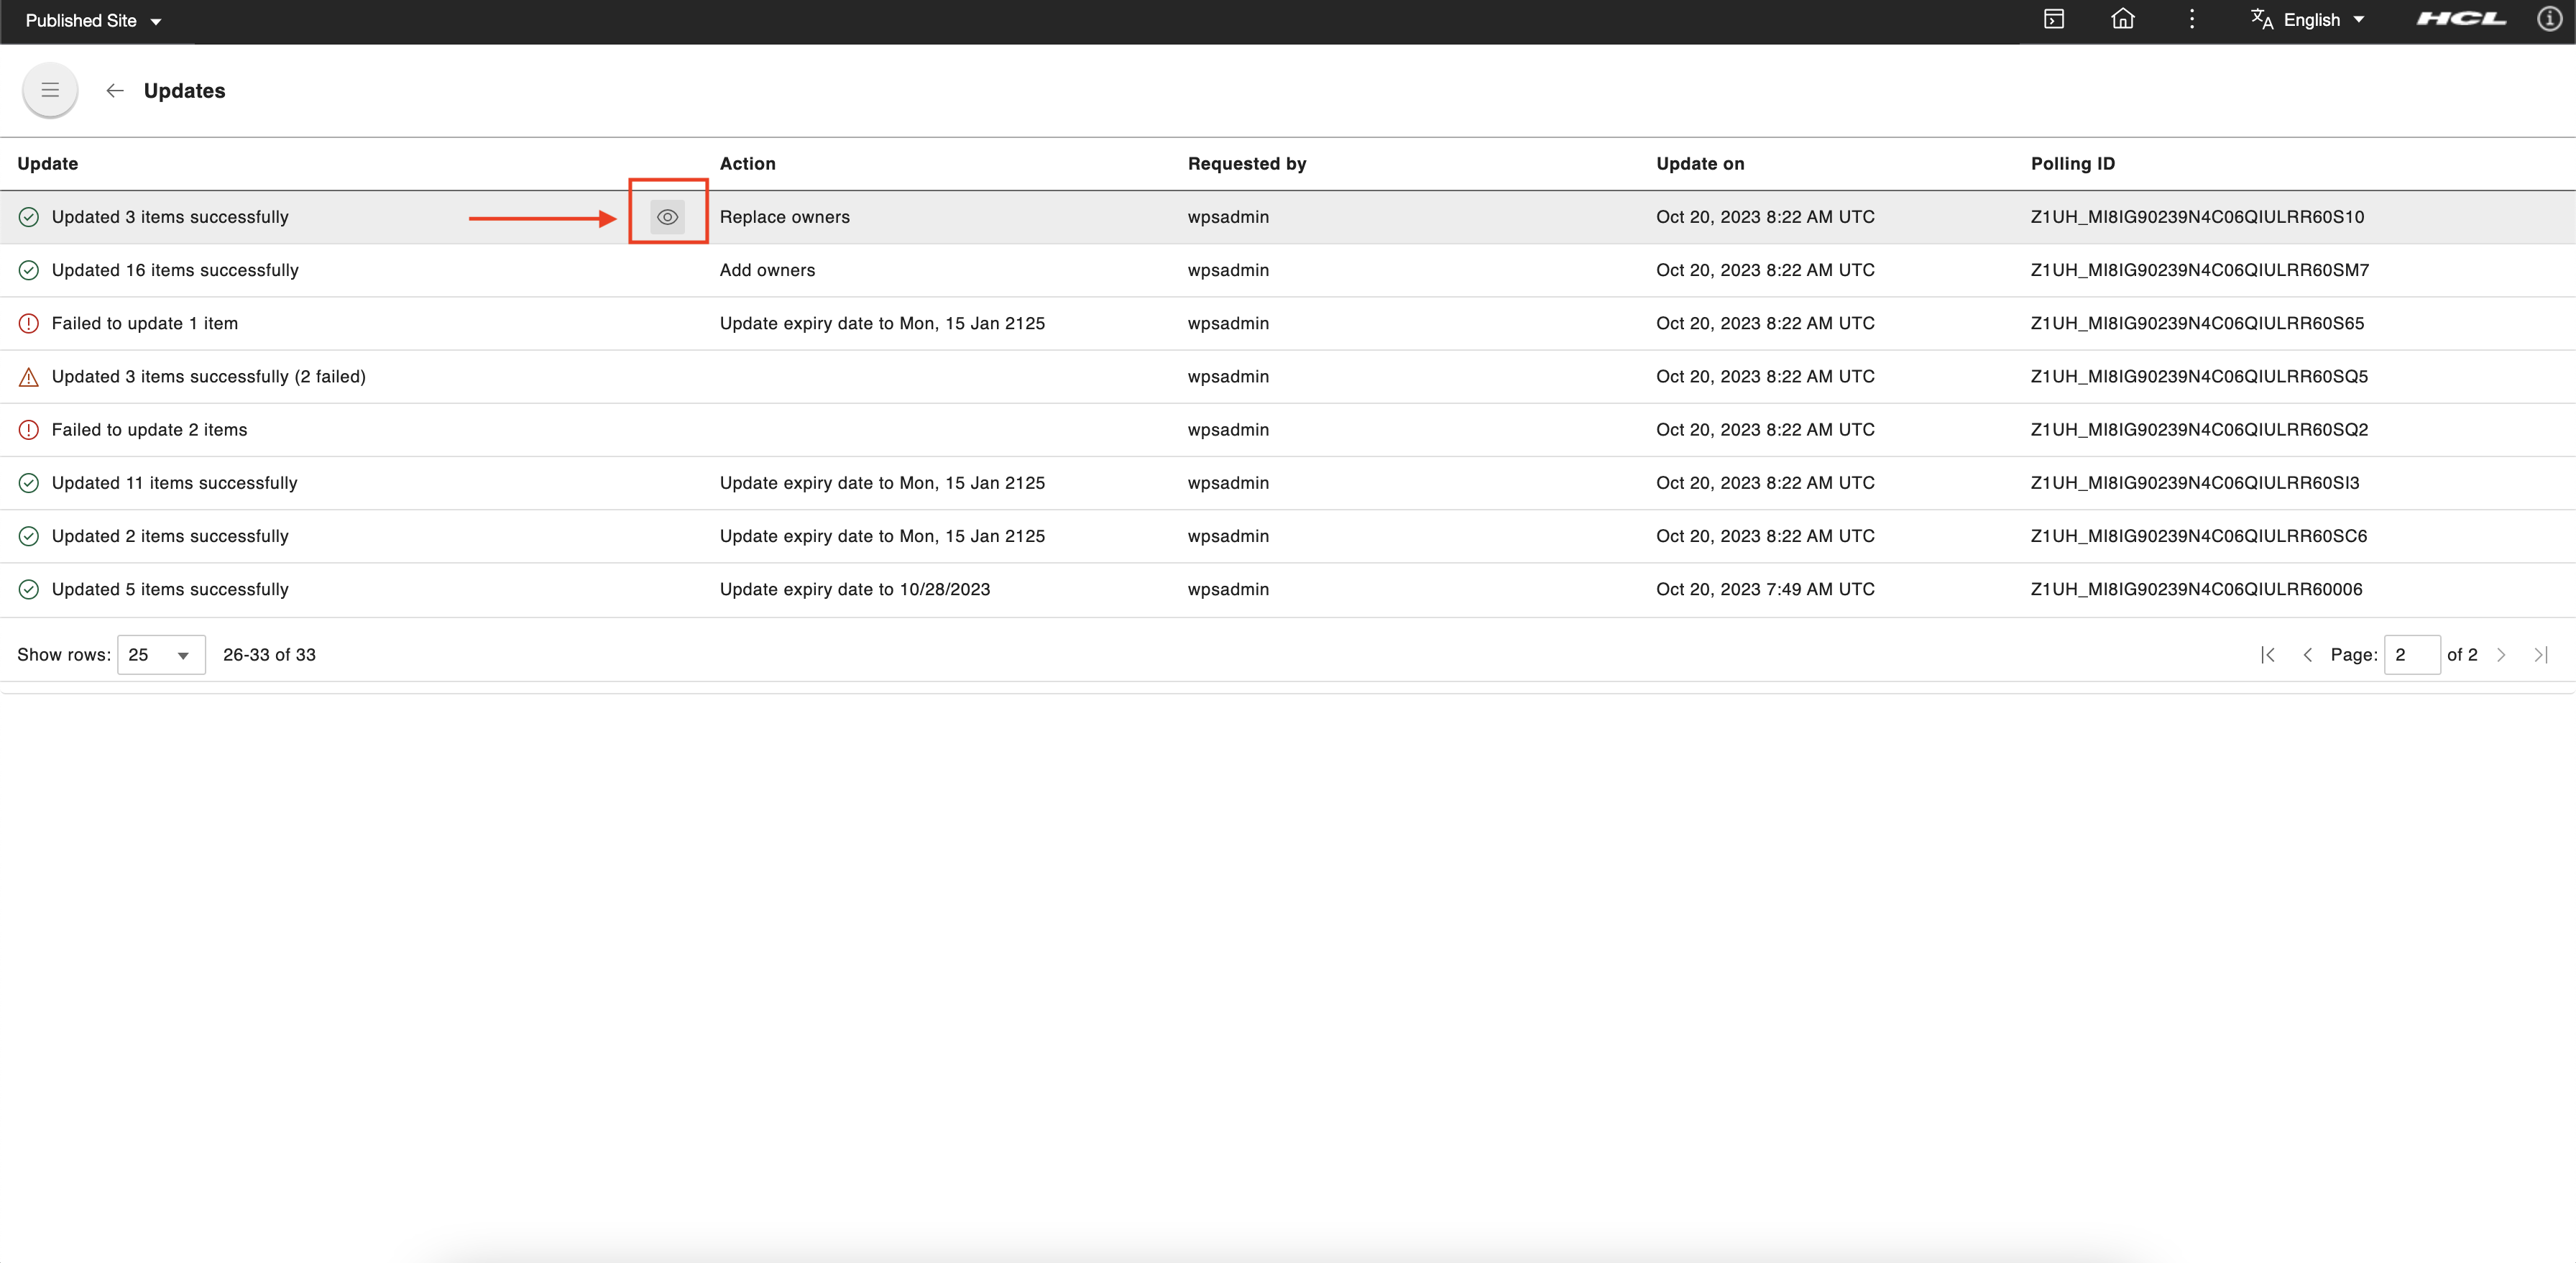 Published Site
English
HCL
Updates
Update Action Requested by Update on Polling ID
Updated 3 items successfully Replace owners wpsadmin Oct 20, 2023 8:22 AM UTC Z1UH_MI8IG90239N4C06QIULRR60S10
Updated 16 items successfully Add owners wpsadmin Oct 20, 2023 8:22 AM UTC Z1UH_MI8IG90239N4C06QIULRR60SM7
Failed to update 1 item Update expiry date to Mon, 15 Jan 2125 wpsadmin Oct 20, 2023 8:22 AM UTC Z1UH_MI8IG90239N4C06QIULRR60S65
Updated 3 items successfully (2 failed) wpsadmin Oct 20, 2023 8:22 AM UTC Z1UH_MI8IG90239N4C06QIULRR60SQ5
Failed to update 2 items wpsadmin Oct 20, 2023 8:22 AM UTC Z1UH_MI8IG90239N4C06QIULRR60SQ2
Updated 11 items successfully Update expiry date to Mon, 15 Jan 2125 wpsadmin Oct 20, 2023 8:22 AM UTC Z1UH_MI8IG90239N4C06QIULRR60SI3
Updated 2 items successfully Update expiry date to Mon, 15 Jan 2125 wpsadmin Oct 20, 2023 8:22 AM UTC Z1UH_MI8IG90239N4C06QIULRR60SC6
Updated 5 items successfully Update expiry date to 10/28/2023 wpsadmin Oct 20, 2023 7:49 AM UTC Z1UH_MI8IG90239N4C06QIULRR60006
Show rows: 25 26-33 of 33 Page: 2 of 2